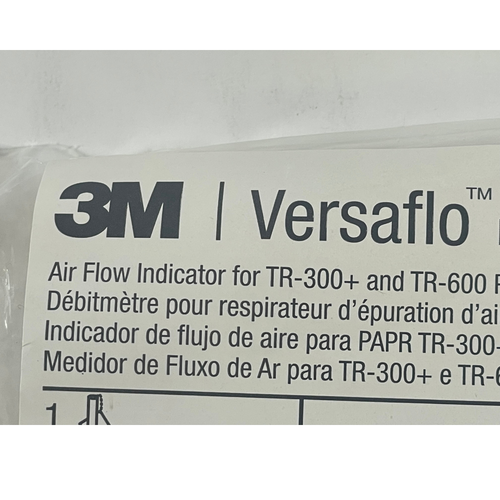 3M | Versaflo™
Air Flow Indicator for TR-300+ and TR-600
Débitmètre pour respirateur d'épuration d'ai
Indicador de flujo de aire para PAPR TR-300
Medidor de Fluxo de Ar para TR-300+ e TR-6
1